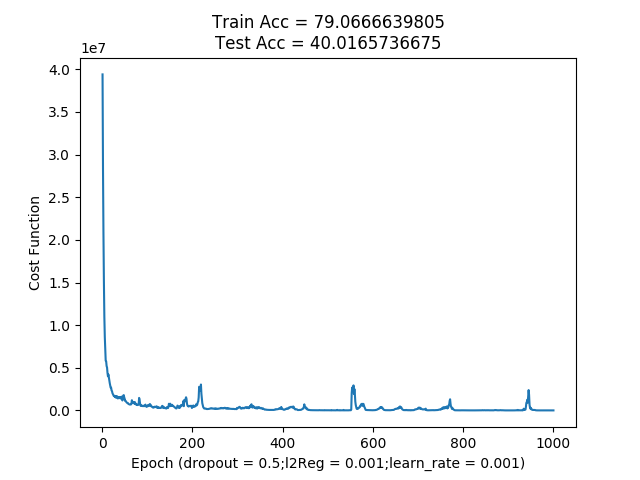 Train Acc = 79.0666639805
Test Acc = 40.0165736675
1e7
4.0
3.5
3.0
2.5
2.0
1.5
1.0
0.5
0.0
Cost Function
0 200 400 600 800 1000
Epoch (dropout = 0.5;l2Reg = 0.001;learn_rate = 0.001)